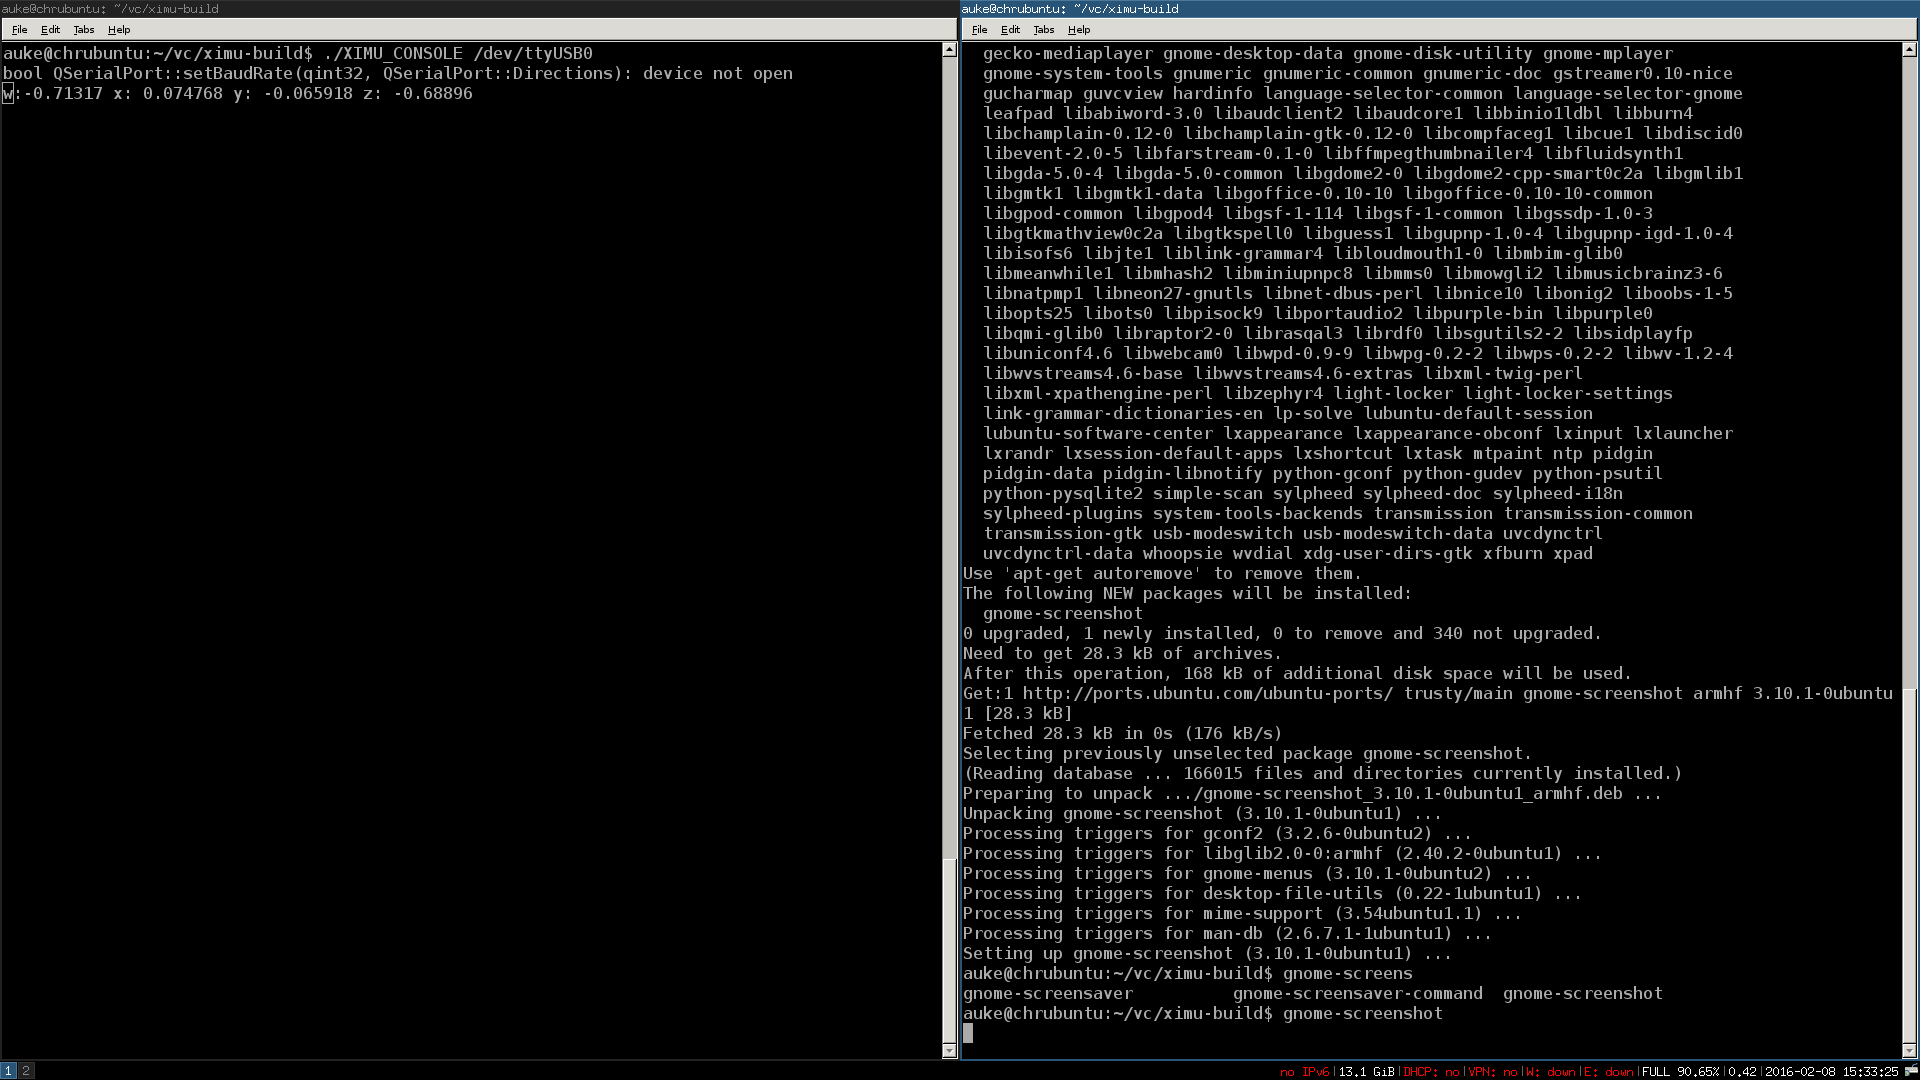 auke@chrubuntu: ~/vc/ximu-build
File Edit Tabs Help
auke@chrubuntu:~/vc/ximu-build$ ./XIMU_CONSOLE /dev/ttyUSB0
bool QSerialPort::setBaudRate(qint32, QSerialPort::Directions): device not open
w:-0.71317 x: 0.074768 y: -0.065918 z: -0.68896
auke@chrubuntu: ~/vc/ximu-build
File Edit Tabs Help
gecko-mediaplayer gnome-desktop-data gnome-disk-utility gnome-mplayer
gnome-system-tools gnumeric gnumeric-common gnumeric-doc gstreamer0.10-nice
gucharmap guvcview hardinfo language-selector-common language-selector-gnome
leafpad libabiword-3.0 libaudclient2 libaudcore1 libbinio1ldbl libburn4
libchamplain-0.12-0 libchamplain-gtk-0.12-0 libcompfaceg1 libcue1 libdiscid0
libevent-2.0-5 libfarstream-0.1-0 libffmpegthumbnailer4 libfluidsynth1
libgda-5.0-4 libgda-5.0-common libgdome2-0 libgdome2-cpp-smart0c2a libgmlib1
libgmtk1 libgmtk1-data libgoffice-0.10-10 libgoffice-0.10-10-common
libgpod-common libgpod4 libgsf-1-114 libgsf-1-common libgssdp-1.0-3
libgtkmathview0c2a libgtkspell0 libguess1 libgupnp-1.0-4 libgupnp-igd-1.0-4
libisofs6 libjte1 liblink-grammar4 libloudmouth1-0 libmbim-glib0
libmeanwhile1 libmhash2 libminiupnpc8 libmms0 libmowgli2 libmusicbrainz3-6
libnatpmp1 libneon27-gnutls libnet-dbus-perl libnice10 libonig2 liboobs-1-5
libopts25 libots0 libpisock9 libportaudio2 libpurple-bin libpurple0
libqmi-glib0 libraptor2-0 librasqal3 librdf0 libsgutils2-2 libsidplayfp
libuniconf4.6 libwebcam0 libwpd-0.9-9 libwpg-0.2-2 libwps-0.2-2 libwv-1.2-4
libwvstreams4.6-base libwvstreams4.6-extras libxml-twig-perl
libxml-xpathengine-perl libzephyr4 light-locker light-locker-settings
link-grammar-dictionaries-en lp-solve lubuntu-default-session
lubuntu-software-center lxappearance lxappearance-obconf lxinput lxlauncher
lxrandr lxsession-default-apps lxshortcut lxtask mtpaint ntp pidgin
pidgin-data pidgin-libnotify python-gconf python-gudev python-psutil
python-pysqlite2 simple-scan sylpheed sylpheed-doc sylpheed-i18n
sylpheed-plugins system-tools-backends transmission transmission-common
transmission-gtk usb-modeswitch usb-modeswitch-data uvcdynctrl
uvcdynctrl-data whoopsie wvdial xdg-user-dirs-gtk xfburn xpad
Use 'apt-get autoremove' to remove them.
The following NEW packages will be installed:
gnome-screenshot
0 upgraded, 1 newly installed, 0 to remove and 340 not upgraded.
Need to get 28.3 kB of archives.
After this operation, 168 kB of additional disk space will be used.
Get:1 http://ports.ubuntu.com/ubuntu-ports/ trusty/main gnome-screenshot armhf 3.10.1-0ubuntu
1 [28.3 kB]
Fetched 28.3 kB in 0s (176 kB/s)
Selecting previously unselected package gnome-screenshot.
(Reading database ... 166015 files and directories currently installed.)
Preparing to unpack .../gnome-screenshot_3.10.1-0ubuntu1_armhf.deb ...
Unpacking gnome-screenshot (3.10.1-0ubuntu1) ...
Processing triggers for gconf2 (3.2.6-0ubuntu2) ...
Processing triggers for libglib2.0-0:armhf (2.40.2-0ubuntu1) ...
Processing triggers for gnome-menus (3.10.1-0ubuntu2) ...
Processing triggers for desktop-file-utils (0.22-1ubuntu1) ...
Processing triggers for mime-support (3.54ubuntu1.1) ...
Processing triggers for man-db (2.6.7.1-1ubuntu1) ...
Setting up gnome-screenshot (3.10.1-0ubuntu1) ...
auke@chrubuntu:~/vc/ximu-build$ gnome-screens
gnome-screensaver gnome-screensaver-command gnome-screenshot
auke@chrubuntu:~/vc/ximu-build$ gnome-screenshot
1 2
no IPv6|13.1 GiB|DHCP: no|VPN: no|W: down|E: down|FULL 90.65%|0.42|2016-02-08 15:33:25